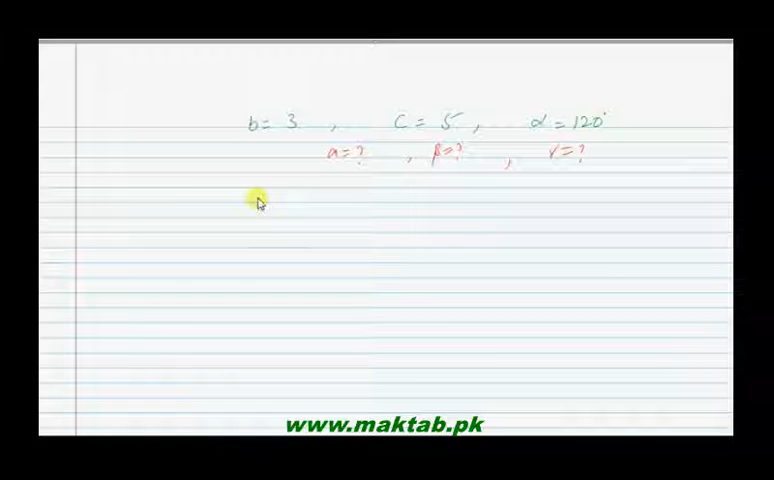 b = 3 , c = 5 , α = 120°
a = ? , β = ? , γ = ?
www.maktab.pk